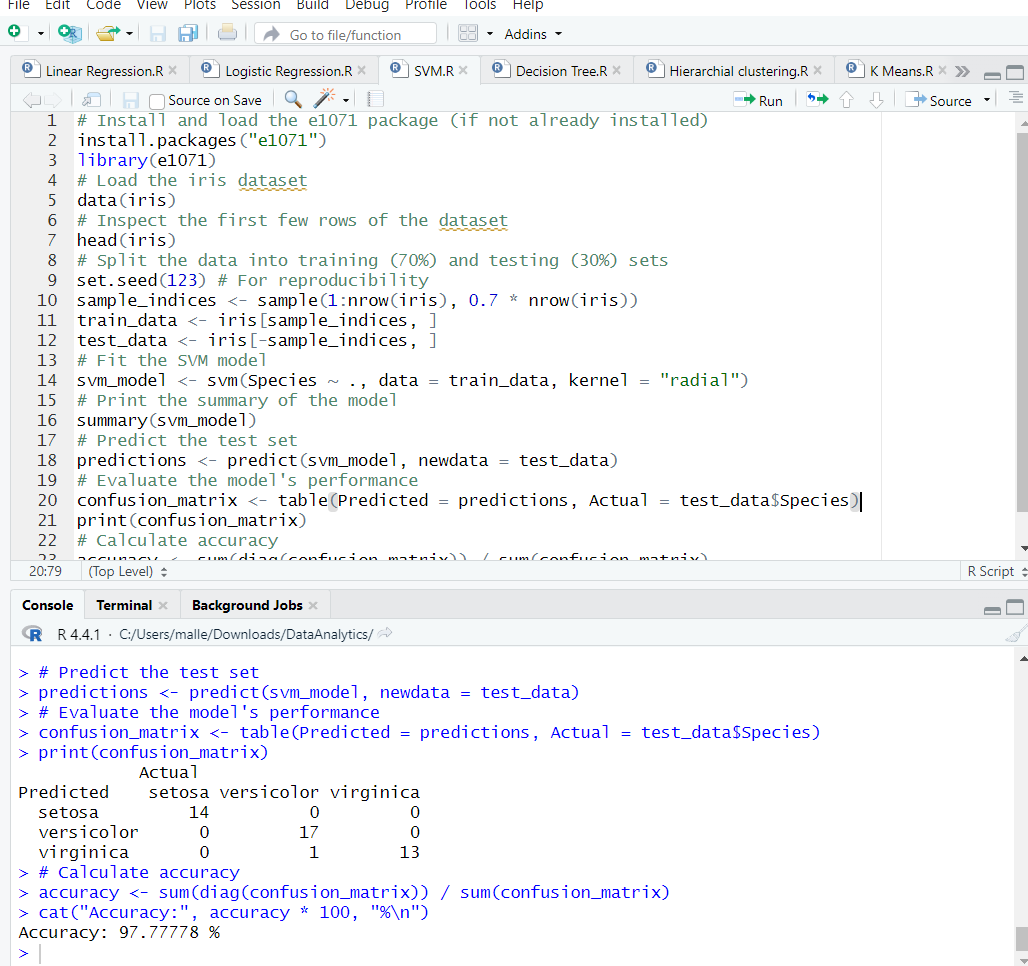 File Edit Code View Plots Session Build Debug Profile Tools Help
Go to file/function Addins
Linear Regression.R Logistic Regression.R SVM.R Decision Tree.R Hierarchial clustering.R K Means.R
Source on Save Run Source
1 # Install and load the e1071 package (if not already installed)
2 install.packages("e1071")
3 library(e1071)
4 # Load the iris dataset
5 data(iris)
6 # Inspect the first few rows of the dataset
7 head(iris)
8 # Split the data into training (70%) and testing (30%) sets
9 set.seed(123) # For reproducibility
10 sample_indices <- sample(1:nrow(iris), 0.7 * nrow(iris))
11 train_data <- iris[sample_indices, ]
12 test_data <- iris[-sample_indices, ]
13 # Fit the SVM model
14 svm_model <- svm(Species ~ ., data = train_data, kernel = "radial")
15 # Print the summary of the model
16 summary(svm_model)
17 # Predict the test set
18 predictions <- predict(svm_model, newdata = test_data)
19 # Evaluate the model's performance
20 confusion_matrix <- table(Predicted = predictions, Actual = test_data$Species)
21 print(confusion_matrix)
22 # Calculate accuracy
23 accuracy <- sum(diag(confusion_matrix)) / sum(confusion_matrix)
20:79 (Top Level) R Script
Console Terminal Background Jobs
R R 4.4.1 · C:/Users/malle/Downloads/DataAnalytics/
> # Predict the test set
> predictions <- predict(svm_model, newdata = test_data)
> # Evaluate the model's performance
> confusion_matrix <- table(Predicted = predictions, Actual = test_data$Species)
> print(confusion_matrix)
Actual
Predicted setosa versicolor virginica
setosa 14 0 0
versicolor 0 17 0
virginica 0 1 13
> # Calculate accuracy
> accuracy <- sum(diag(confusion_matrix)) / sum(confusion_matrix)
> cat("Accuracy:", accuracy * 100, "%\n")
Accuracy: 97.77778 %
>